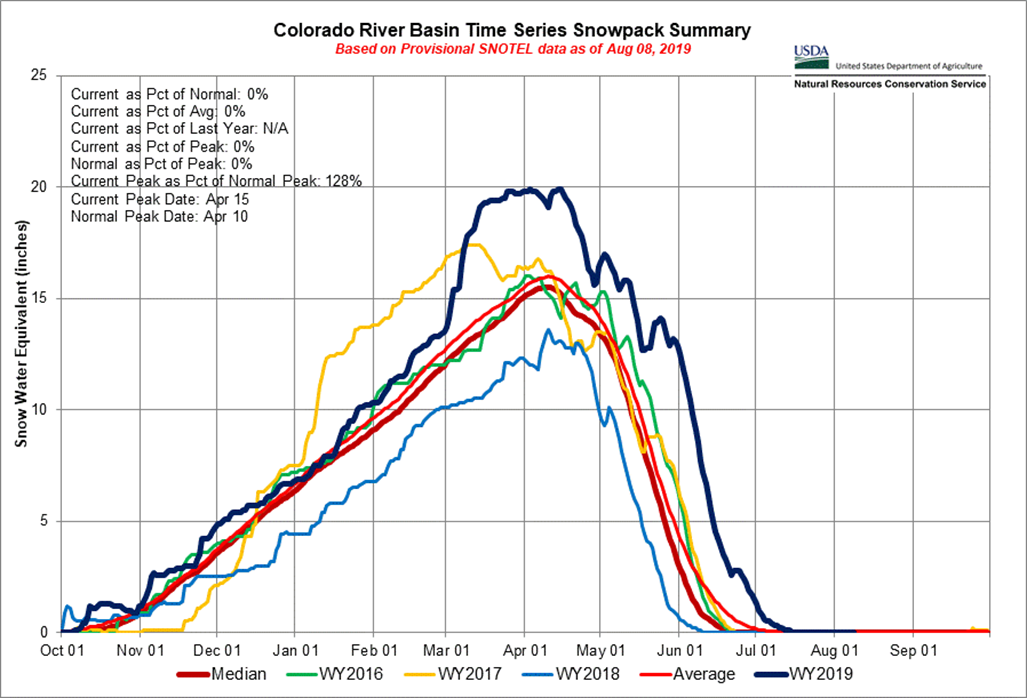 Colorado River Basin Time Series Snowpack Summary
Based on Provisional SNOTEL data as of Aug 08, 2019
USDA
United States Department of Agriculture
Natural Resources Conservation Service
Current as Pct of Normal: 0%
Current as Pct of Avg: 0%
Current as Pct of Last Year: N/A
Current as Pct of Peak: 0%
Normal as Pct of Peak: 0%
Current Peak as Pct of Normal Peak: 128%
Current Peak Date: Apr 15
Normal Peak Date: Apr 10
Snow Water Equivalent (inches)
25
20
15
10
5
0
Oct 01 Nov 01 Dec 01 Jan 01 Feb 01 Mar 01 Apr 01 May 01 Jun 01 Jul 01 Aug 01 Sep 01
Median WY2016 WY2017 WY2018 Average WY2019